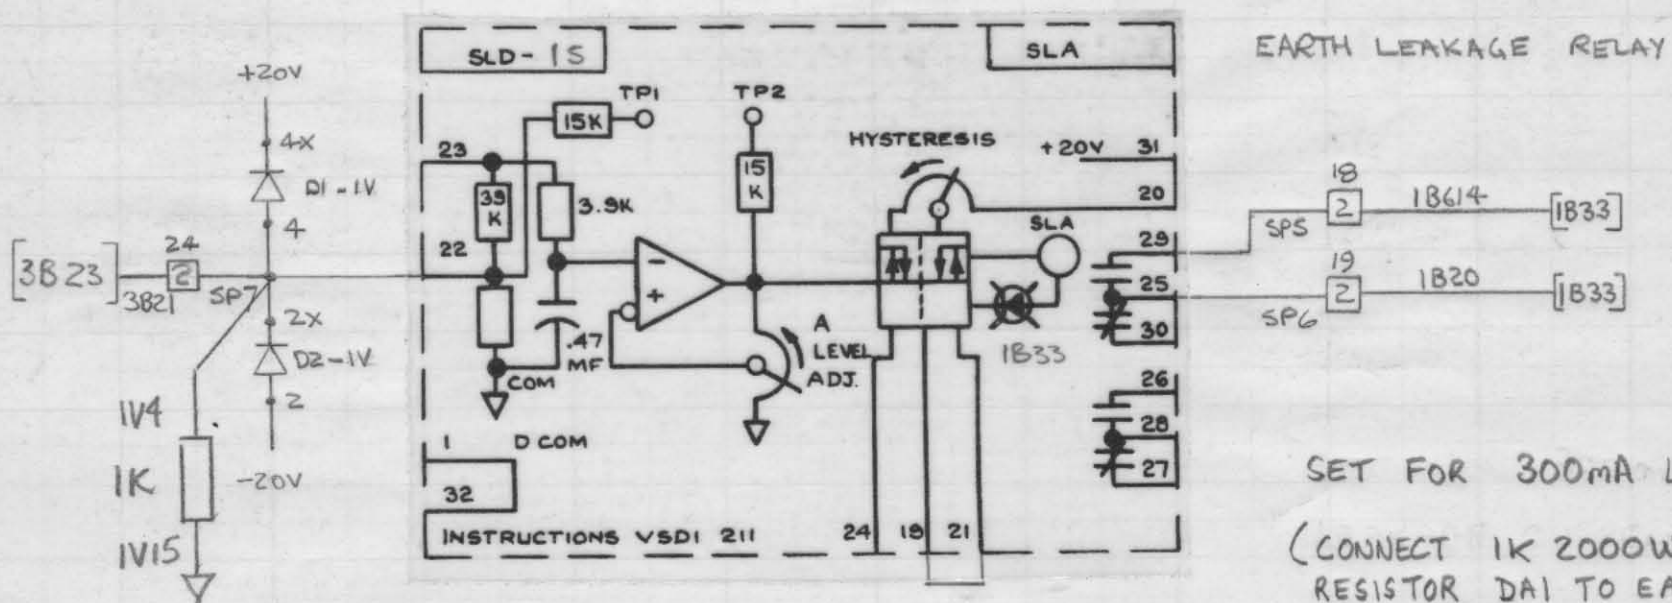 SLD-1S
SLA
EARTH LEAKAGE RELAY
+20V
4X
D1-1V
4
[3B23]
24
2
3B21
SP7
2X
D2-1V
2
-20V
1V4
1K
1V15
TP1
15K
TP2
15
K
23
39
K
3.9K
22
.47
MF
COM
-
+
A
LEVEL
ADJ.
HYSTERESIS
SLA
1B33
+20V 31
20
29
25
30
26
28
27
1 D COM
32
INSTRUCTIONS VSDI 211
24 19 21
18
2
SP5
1B614
[1B33]
19
2
SP6
1B20
[1B33]
SET FOR 300mA
(CONNECT 1K 2000W
RESISTOR DA1 TO